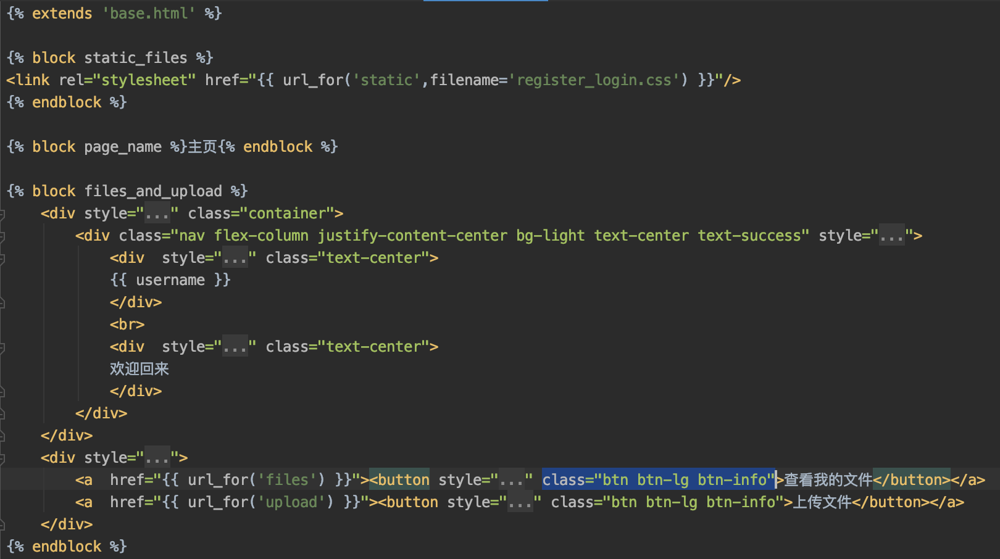 {% extends 'base.html' %}
{% block static_files %}
<link rel="stylesheet" href="{{ url_for('static',filename='register_login.css') }}"/>
{% endblock %}
{% block page_name %}主页{% endblock %}
{% block files_and_upload %}
<div style="..." class="container">
<div class="nav flex-column justify-content-center bg-light text-center text-success" style="...">
<div  style="..." class="text-center">
{{ username }}
</div>
<br>
<div  style="..." class="text-center">
欢迎回来
</div>
</div>
</div>
<div style="...">
<a  href="{{ url_for('files') }}"><button style="..." class="btn btn-lg btn-info">查看我的文件</button></a>
<a  href="{{ url_for('upload') }}"><button style="..." class="btn btn-lg btn-info">上传文件</button></a>
</div>
{% endblock %}